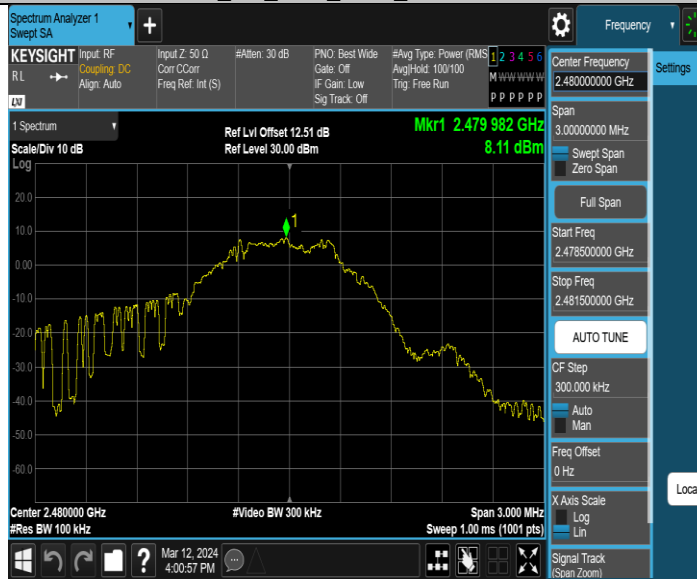 Spectrum Analyzer 1
Swept SA
+
Frequency
KEYSIGHT
RL
LXI
Input: RF
Coupling: DC
Align: Auto
Input Z: 50 Ω
Corr CCorr
Freq Ref: Int (S)
#Atten: 30 dB
PNO: Best Wide
Gate: Off
IF Gain: Low
Sig Track: Off
#Avg Type: Power (RMS
Avg|Hold: 100/100
Trig: Free Run
1 2 3 4 5 6
M W W W W W
P P P P P P
Center Frequency
2.480000000 GHz
Settings
Span
3.00000000 MHz
Swept Span
Zero Span
Full Span
Start Freq
2.478500000 GHz
Stop Freq
2.481500000 GHz
AUTO TUNE
CF Step
300.000 kHz
Auto
Man
Freq Offset
0 Hz
X Axis Scale
Log
Lin
Signal Track
(Span Zoom)
Loca
1 Spectrum
Scale/Div 10 dB
Log
Ref Lvl Offset 12.51 dB
Ref Level 30.00 dBm
Mkr1 2.479 982 GHz
8.11 dBm
1
20.0
10.0
0.00
-10.0
-20.0
-30.0
-40.0
-50.0
-60.0
Center 2.480000 GHz
#Res BW 100 kHz
#Video BW 300 kHz
Span 3.000 MHz
Sweep 1.00 ms (1001 pts)
?
Mar 12, 2024
4:00:57 PM